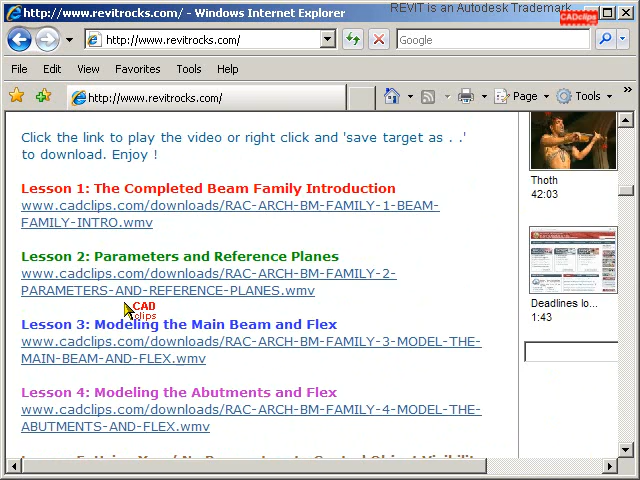 http://www.revitrocks.com/ - Windows Internet Explorer
REVIT is an Autodesk Trademark
CADclips
http://www.revitrocks.com/
Google
File Edit View Favorites Tools Help
http://www.revitrocks.com/
Page Tools
Click the link to play the video or right click and 'save target as . .'
to download. Enjoy !
Thoth
42:03
Lesson 1: The Completed Beam Family Introduction
www.cadclips.com/downloads/RAC-ARCH-BM-FAMILY-1-BEAM-
FAMILY-INTRO.wmv
Lesson 2: Parameters and Reference Planes
www.cadclips.com/downloads/RAC-ARCH-BM-FAMILY-2-
PARAMETERS-AND-REFERENCE-PLANES.wmv
Deadlines lo...
1:43
CAD
clips
Lesson 3: Modeling the Main Beam and Flex
www.cadclips.com/downloads/RAC-ARCH-BM-FAMILY-3-MODEL-THE-
MAIN-BEAM-AND-FLEX.wmv
Lesson 4: Modeling the Abutments and Flex
www.cadclips.com/downloads/RAC-ARCH-BM-FAMILY-4-MODEL-THE-
ABUTMENTS-AND-FLEX.wmv